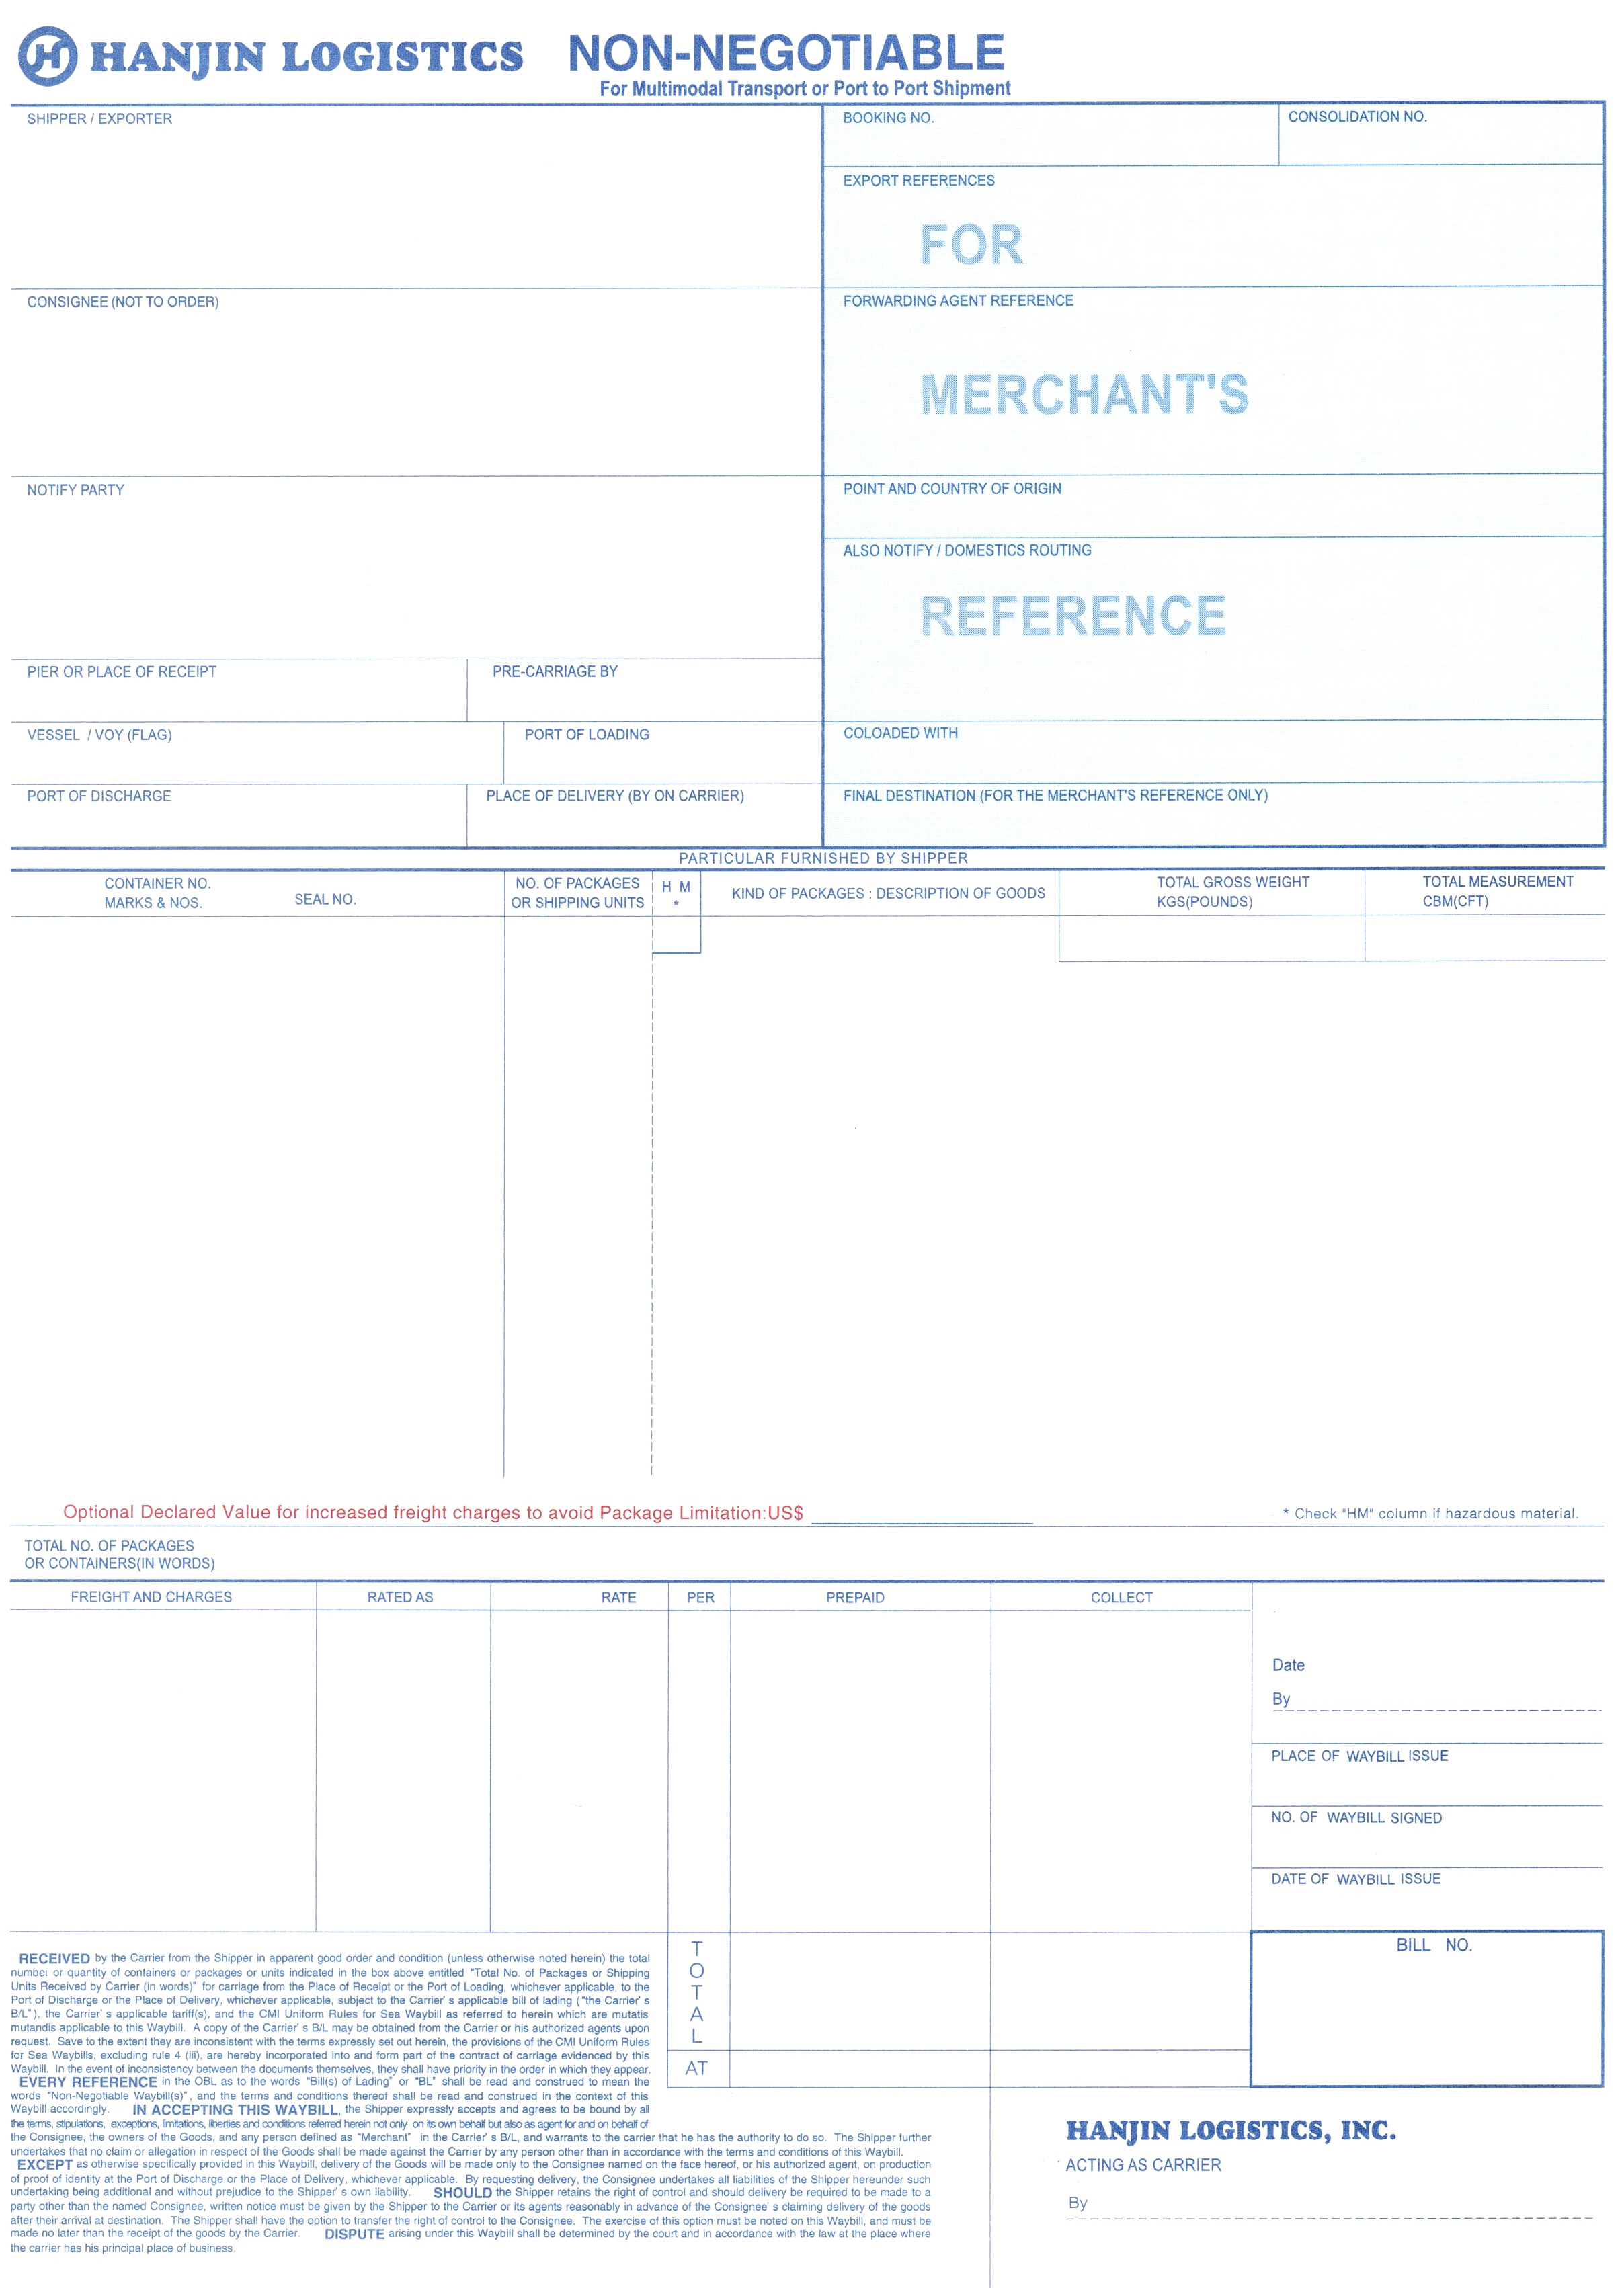 HANJIN LOGISTICS NON-NEGOTIABLE
For Multimodal Transport or Port to Port Shipment
SHIPPER / EXPORTER
BOOKING NO.
CONSOLIDATION NO.
EXPORT REFERENCES
FOR
CONSIGNEE (NOT TO ORDER)
FORWARDING AGENT REFERENCE
MERCHANT'S
NOTIFY PARTY
POINT AND COUNTRY OF ORIGIN
ALSO NOTIFY / DOMESTICS ROUTING
REFERENCE
PIER OR PLACE OF RECEIPT
PRE-CARRIAGE BY
VESSEL / VOY (FLAG)
PORT OF LOADING
COLOADED WITH
PORT OF DISCHARGE
PLACE OF DELIVERY (BY ON CARRIER)
FINAL DESTINATION (FOR THE MERCHANT'S REFERENCE ONLY)
PARTICULAR FURNISHED BY SHIPPER
CONTAINER NO.
MARKS & NOS.
SEAL NO.
NO. OF PACKAGES
OR SHIPPING UNITS
H M
*
KIND OF PACKAGES : DESCRIPTION OF GOODS
TOTAL GROSS WEIGHT
KGS(POUNDS)
TOTAL MEASUREMENT
CBM(CFT)
Optional Declared Value for increased freight charges to avoid Package Limitation:US$
* Check "HM" column if hazardous material.
TOTAL NO. OF PACKAGES
OR CONTAINERS(IN WORDS)
FREIGHT AND CHARGES
RATED AS
RATE
PER
PREPAID
COLLECT
Date
By
PLACE OF WAYBILL ISSUE
NO. OF WAYBILL SIGNED
DATE OF WAYBILL ISSUE
BILL NO.
TOTAL
AT
RECEIVED by the Carrier from the Shipper in apparent good order and condition (unless otherwise noted herein) the total
number or quantity of containers or packages or units indicated in the box above entitled "Total No. of Packages or Shipping
Units Received by Carrier (in words)" for carriage from the Place of Receipt or the Port of Loading, whichever applicable, to the
Port of Discharge or the Place of Delivery, whichever applicable, subject to the Carrier's applicable bill of lading ("the Carrier's
B/L"), the Carrier's applicable tariff(s), and the CMI Uniform Rules for Sea Waybill as referred to herein which are mutatis
mutandis applicable to this Waybill. A copy of the Carrier's B/L may be obtained from the Carrier or his authorized agents upon
request. Save to the extent they are inconsistent with the terms expressly set out herein, the provisions of the CMI Uniform Rules
for Sea Waybills, excluding rule 4 (iii), are hereby incorporated into and form part of the contract of carriage evidenced by this
Waybill. In the event of inconsistency between the documents themselves, they shall have priority in the order in which they appear.
EVERY REFERENCE in the OBL as to the words "Bill(s) of Lading" or "BL" shall be read and construed to mean the
words "Non-Negotiable Waybill(s)", and the terms and conditions thereof shall be read and construed in the context of this
Waybill accordingly. IN ACCEPTING THIS WAYBILL, the Shipper expressly accepts and agrees to be bound by all
the terms, stipulations, exceptions, limitations, liberties and conditions referred herein not only on its own behalf but also as agent for and on behalf of
the Consignee, the owners of the Goods, and any person defined as "Merchant" in the Carrier's B/L, and warrants to the carrier that he has the authority to do so. The Shipper further
undertakes that no claim or allegation in respect of the Goods shall be made against the Carrier by any person other than in accordance with the terms and conditions of this Waybill.
EXCEPT as otherwise specifically provided in this Waybill, delivery of the Goods will be made only to the Consignee named on the face hereof, or his authorized agent, on production
of proof of identity at the Port of Discharge or the Place of Delivery, whichever applicable. By requesting delivery, the Consignee undertakes all liabilities of the Shipper hereunder such
undertaking being additional and without prejudice to the Shipper's own liability. SHOULD the Shipper retains the right of control and should delivery be required to be made to a
party other than the named Consignee, written notice must be given by the Shipper to the Carrier or its agents reasonably in advance of the Consignee's claiming delivery of the goods
after their arrival at destination. The Shipper shall have the option to transfer the right of control to the Consignee. The exercise of this option must be noted on this Waybill, and must be
made no later than the receipt of the goods by the Carrier. DISPUTE arising under this Waybill shall be determined by the court and in accordance with the law at the place where
the carrier has his principal place of business.
HANJIN LOGISTICS, INC.
ACTING AS CARRIER
By